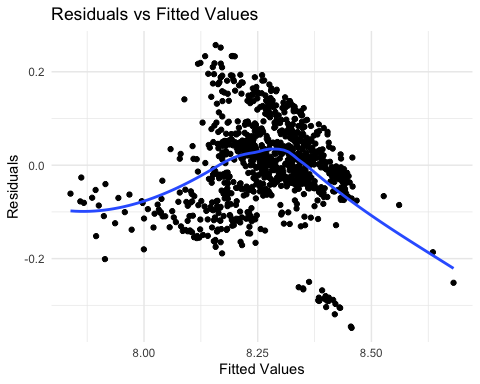 Residuals vs Fitted Values
0.2
0.0
-0.2
Residuals
8.00
8.25
8.50
Fitted Values